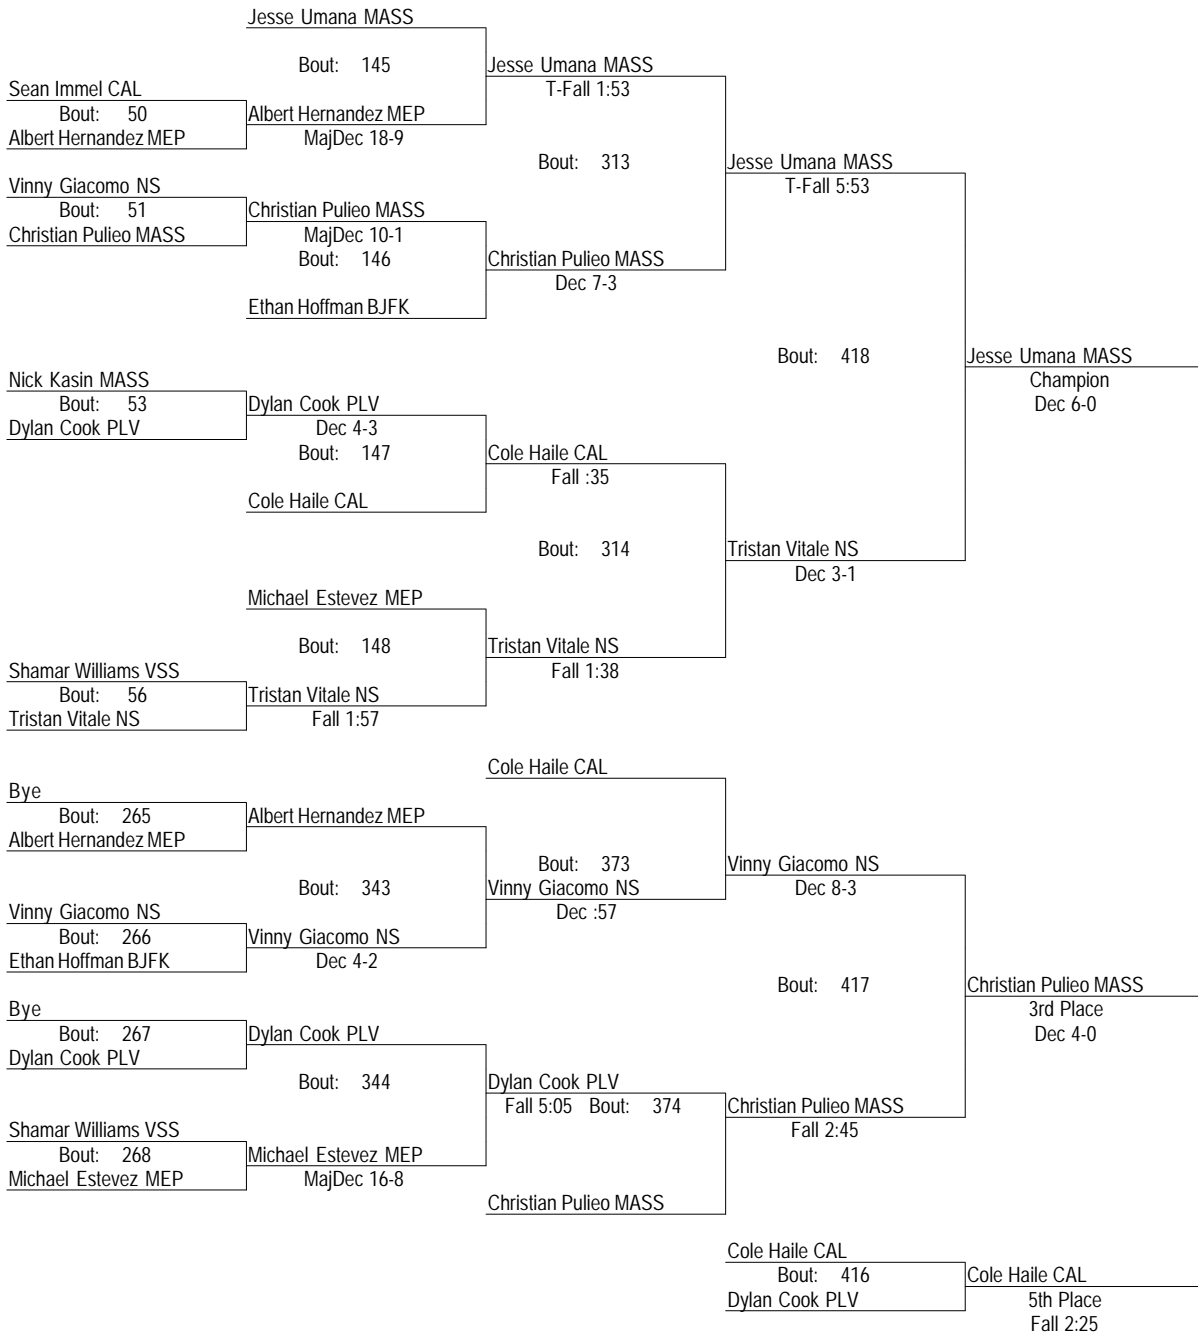 Jesse Umana MASS
Bout: 145 Jesse Umana MASS
Sean Immel CAL T-Fall 1:53
Bout: 50 Albert Hernandez MEP
Albert Hernandez MEP MajDec 18-9
Bout: 313 Jesse Umana MASS
Vinny Giacomo NS T-Fall 5:53
Bout: 51 Christian Pulieo MASS
Christian Pulieo MASS MajDec 10-1
Bout: 146 Christian Pulieo MASS
Dec 7-3
Ethan Hoffman BJFK
Bout: 418 Jesse Umana MASS
Nick Kasin MASS Champion
Bout: 53 Dylan Cook PLV Dec 6-0
Dylan Cook PLV Dec 4-3
Bout: 147 Cole Haile CAL
Fall :35
Cole Haile CAL
Bout: 314 Tristan Vitale NS
Dec 3-1
Michael Estevez MEP
Bout: 148 Tristan Vitale NS
Shamar Williams VSS Fall 1:38
Bout: 56 Tristan Vitale NS
Tristan Vitale NS Fall 1:57
Cole Haile CAL
Bye
Bout: 265 Albert Hernandez MEP
Albert Hernandez MEP
Bout: 373 Vinny Giacomo NS
Bout: 343 Vinny Giacomo NS Dec 8-3
Vinny Giacomo NS Dec :57
Bout: 266 Vinny Giacomo NS
Ethan Hoffman BJFK Dec 4-2
Bout: 417 Christian Pulieo MASS
Bye 3rd Place
Bout: 267 Dylan Cook PLV Dec 4-0
Dylan Cook PLV
Bout: 344 Dylan Cook PLV
Fall 5:05 Bout: 374 Christian Pulieo MASS
Shamar Williams VSS Fall 2:45
Bout: 268 Michael Estevez MEP
Michael Estevez MEP MajDec 16-8
Christian Pulieo MASS
Cole Haile CAL
Bout: 416 Cole Haile CAL
Dylan Cook PLV 5th Place
Fall 2:25